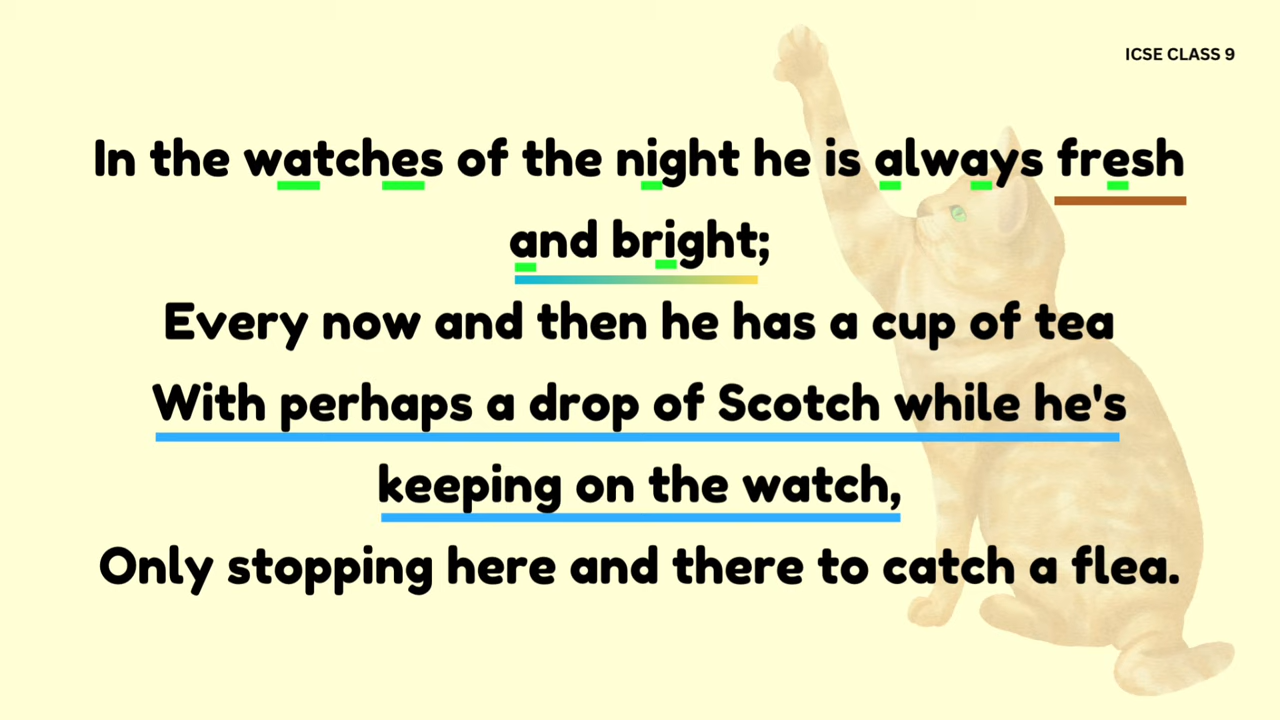 ICSE CLASS 9
In the watches of the night he is always fresh
and bright;
Every now and then he has a cup of tea
With perhaps a drop of Scotch while he's
keeping on the watch,
Only stopping here and there to catch a flea.